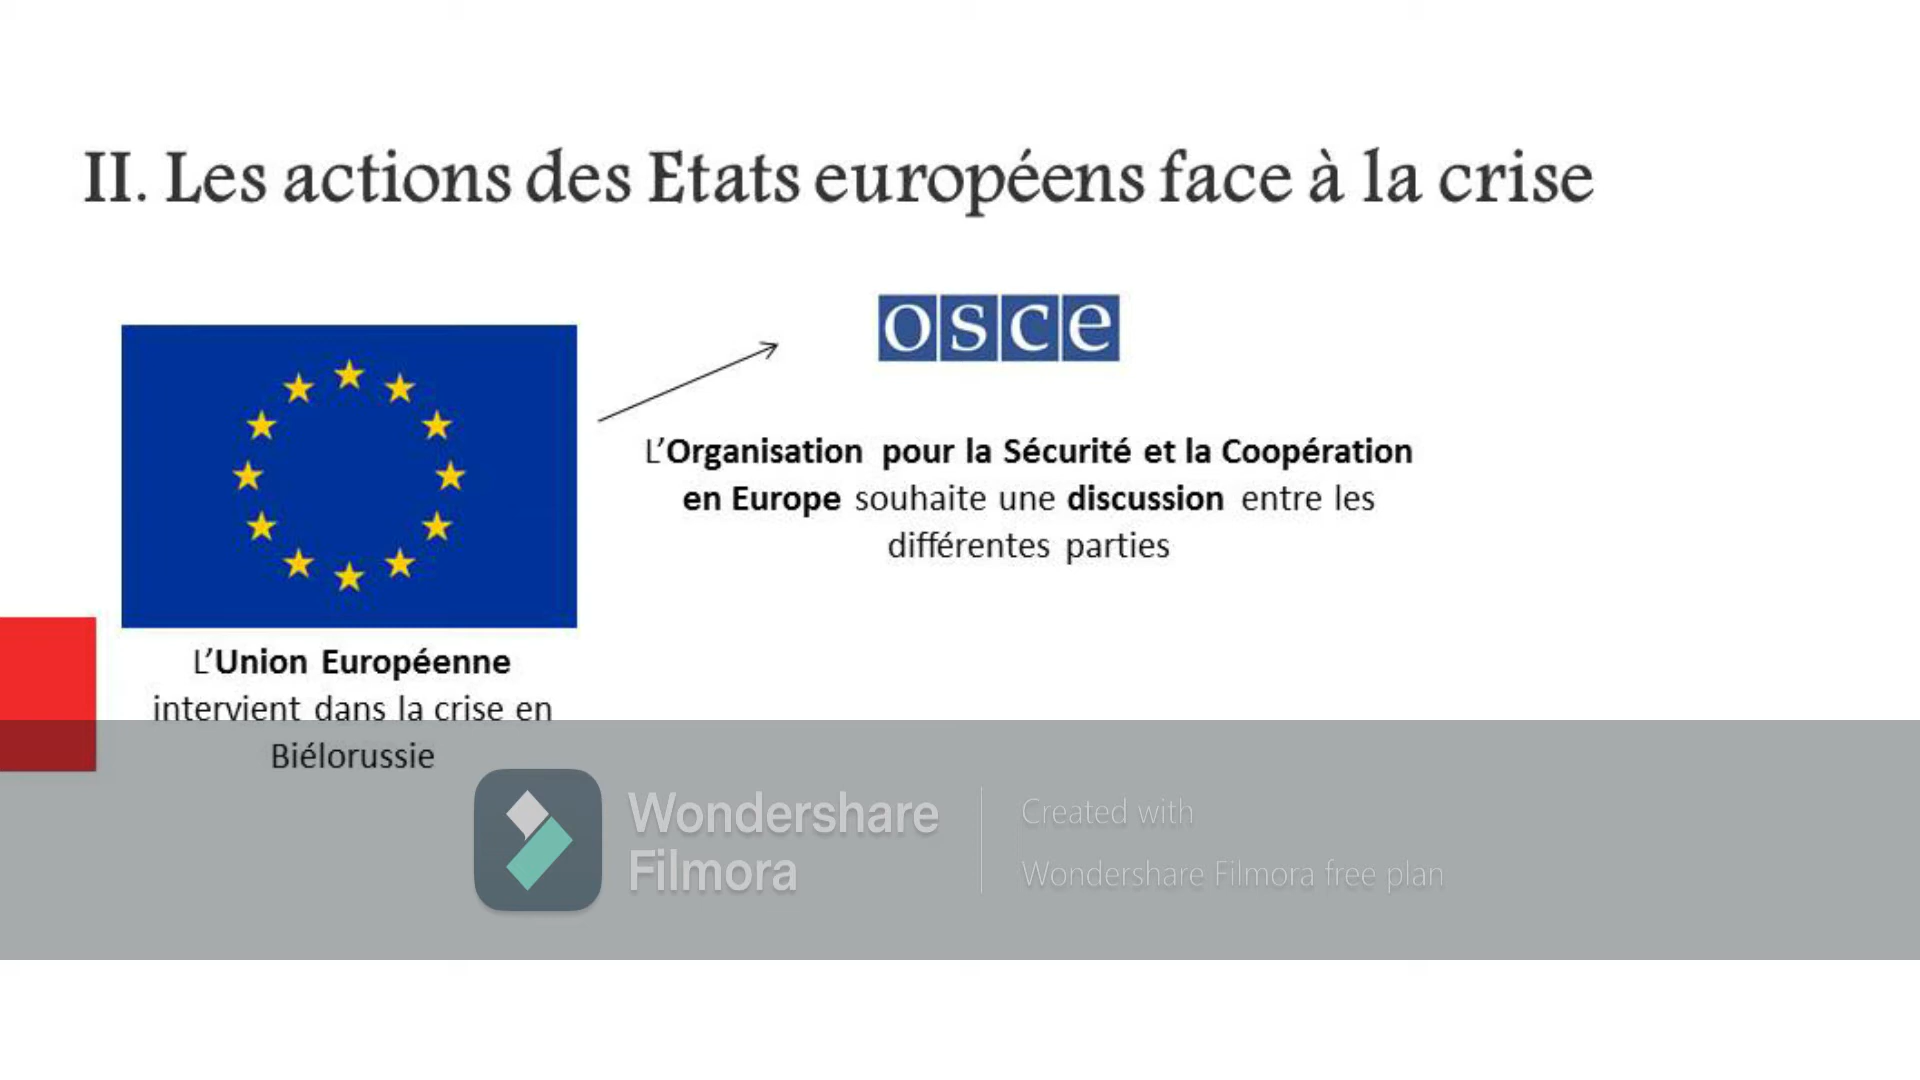 II. Les actions des Etats européens face à la crise
osce
L’Organisation pour la Sécurité et la Coopération
en Europe souhaite une discussion entre les
différentes parties
L’Union Européenne
intervient dans la crise en
Biélorussie
Wondershare
Filmora
Created with
Wondershare Filmora free plan